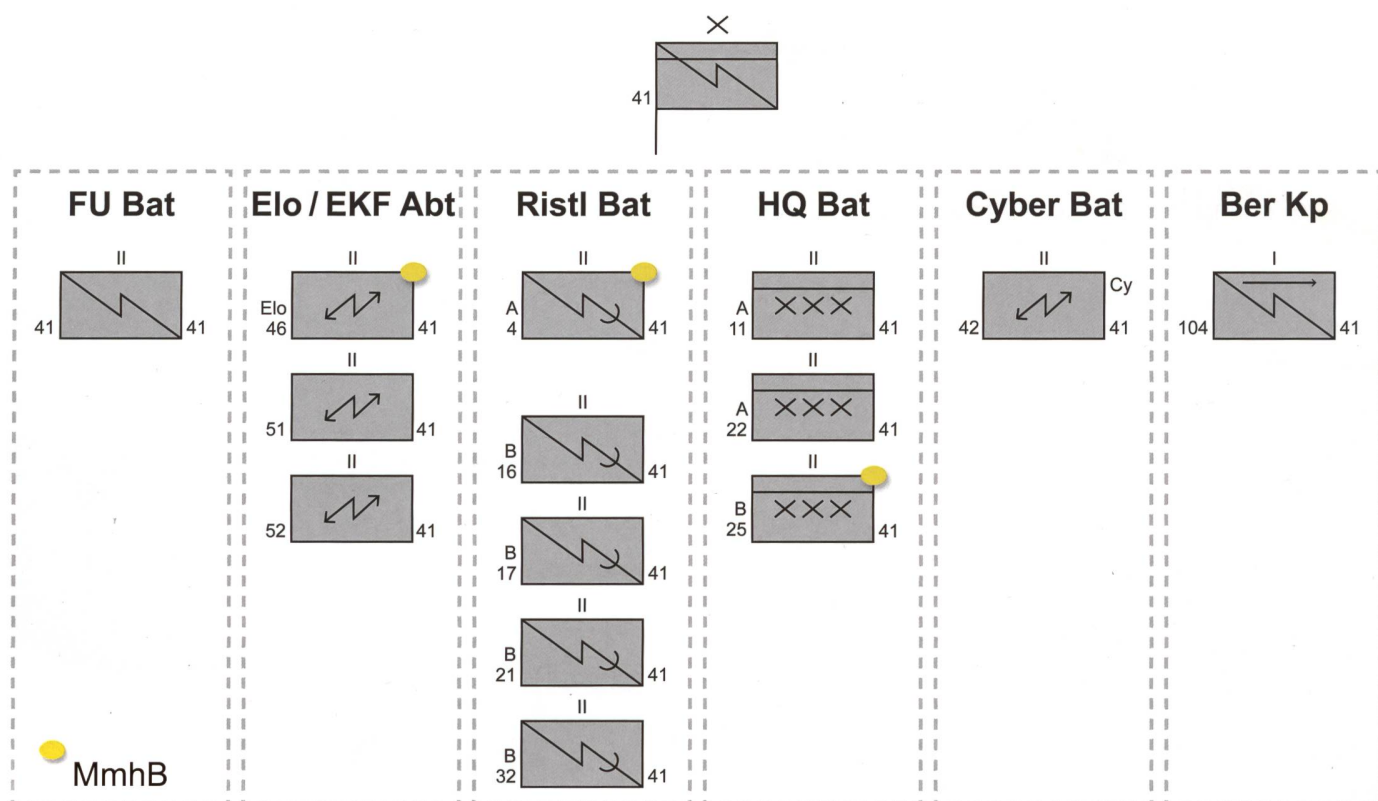 41
FU Bat
II
41 41
Elo / EKF Abt
II
Elo
46 41
II
51 41
II
52 41
Ristl Bat
II
A
4 41
II
B
16 41
II
B
17 41
II
B
21 41
II
B
32 41
HQ Bat
II
A
11 41
II
A
22 41
II
B
25 41
Cyber Bat
II
Cy
42 41
Ber Kp
I
104 41
MmhB